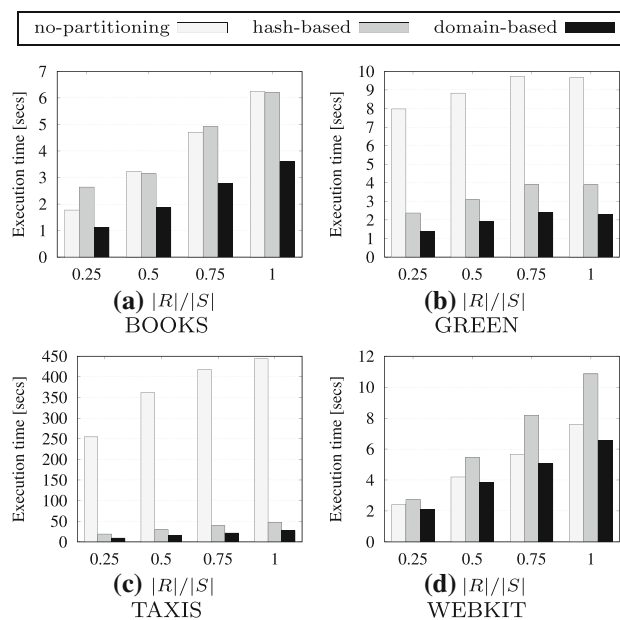 no-partitioning hash-based domain-based
Execution time [secs]
7
6
5
4
3
2
1
0
0.25 0.5 0.75 1
(a) |R|/|S|
BOOKS
Execution time [secs]
10
9
8
7
6
5
4
3
2
1
0
0.25 0.5 0.75 1
(b) |R|/|S|
GREEN
Execution time [secs]
450
400
350
300
250
200
150
100
50
0
0.25 0.5 0.75 1
(c) |R|/|S|
TAXIS
Execution time [secs]
12
10
8
6
4
2
0
0.25 0.5 0.75 1
(d) |R|/|S|
WEBKIT